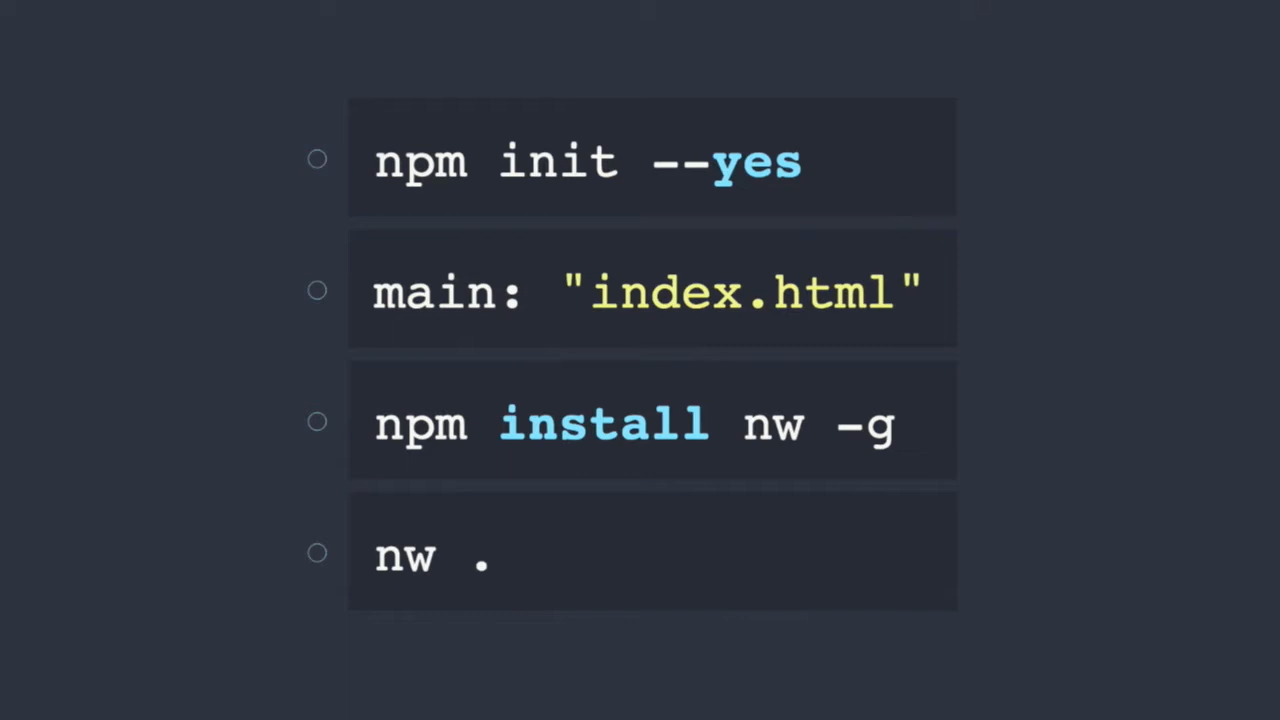 npm init --yes
main: "index.html"
npm install nw -g
nw .